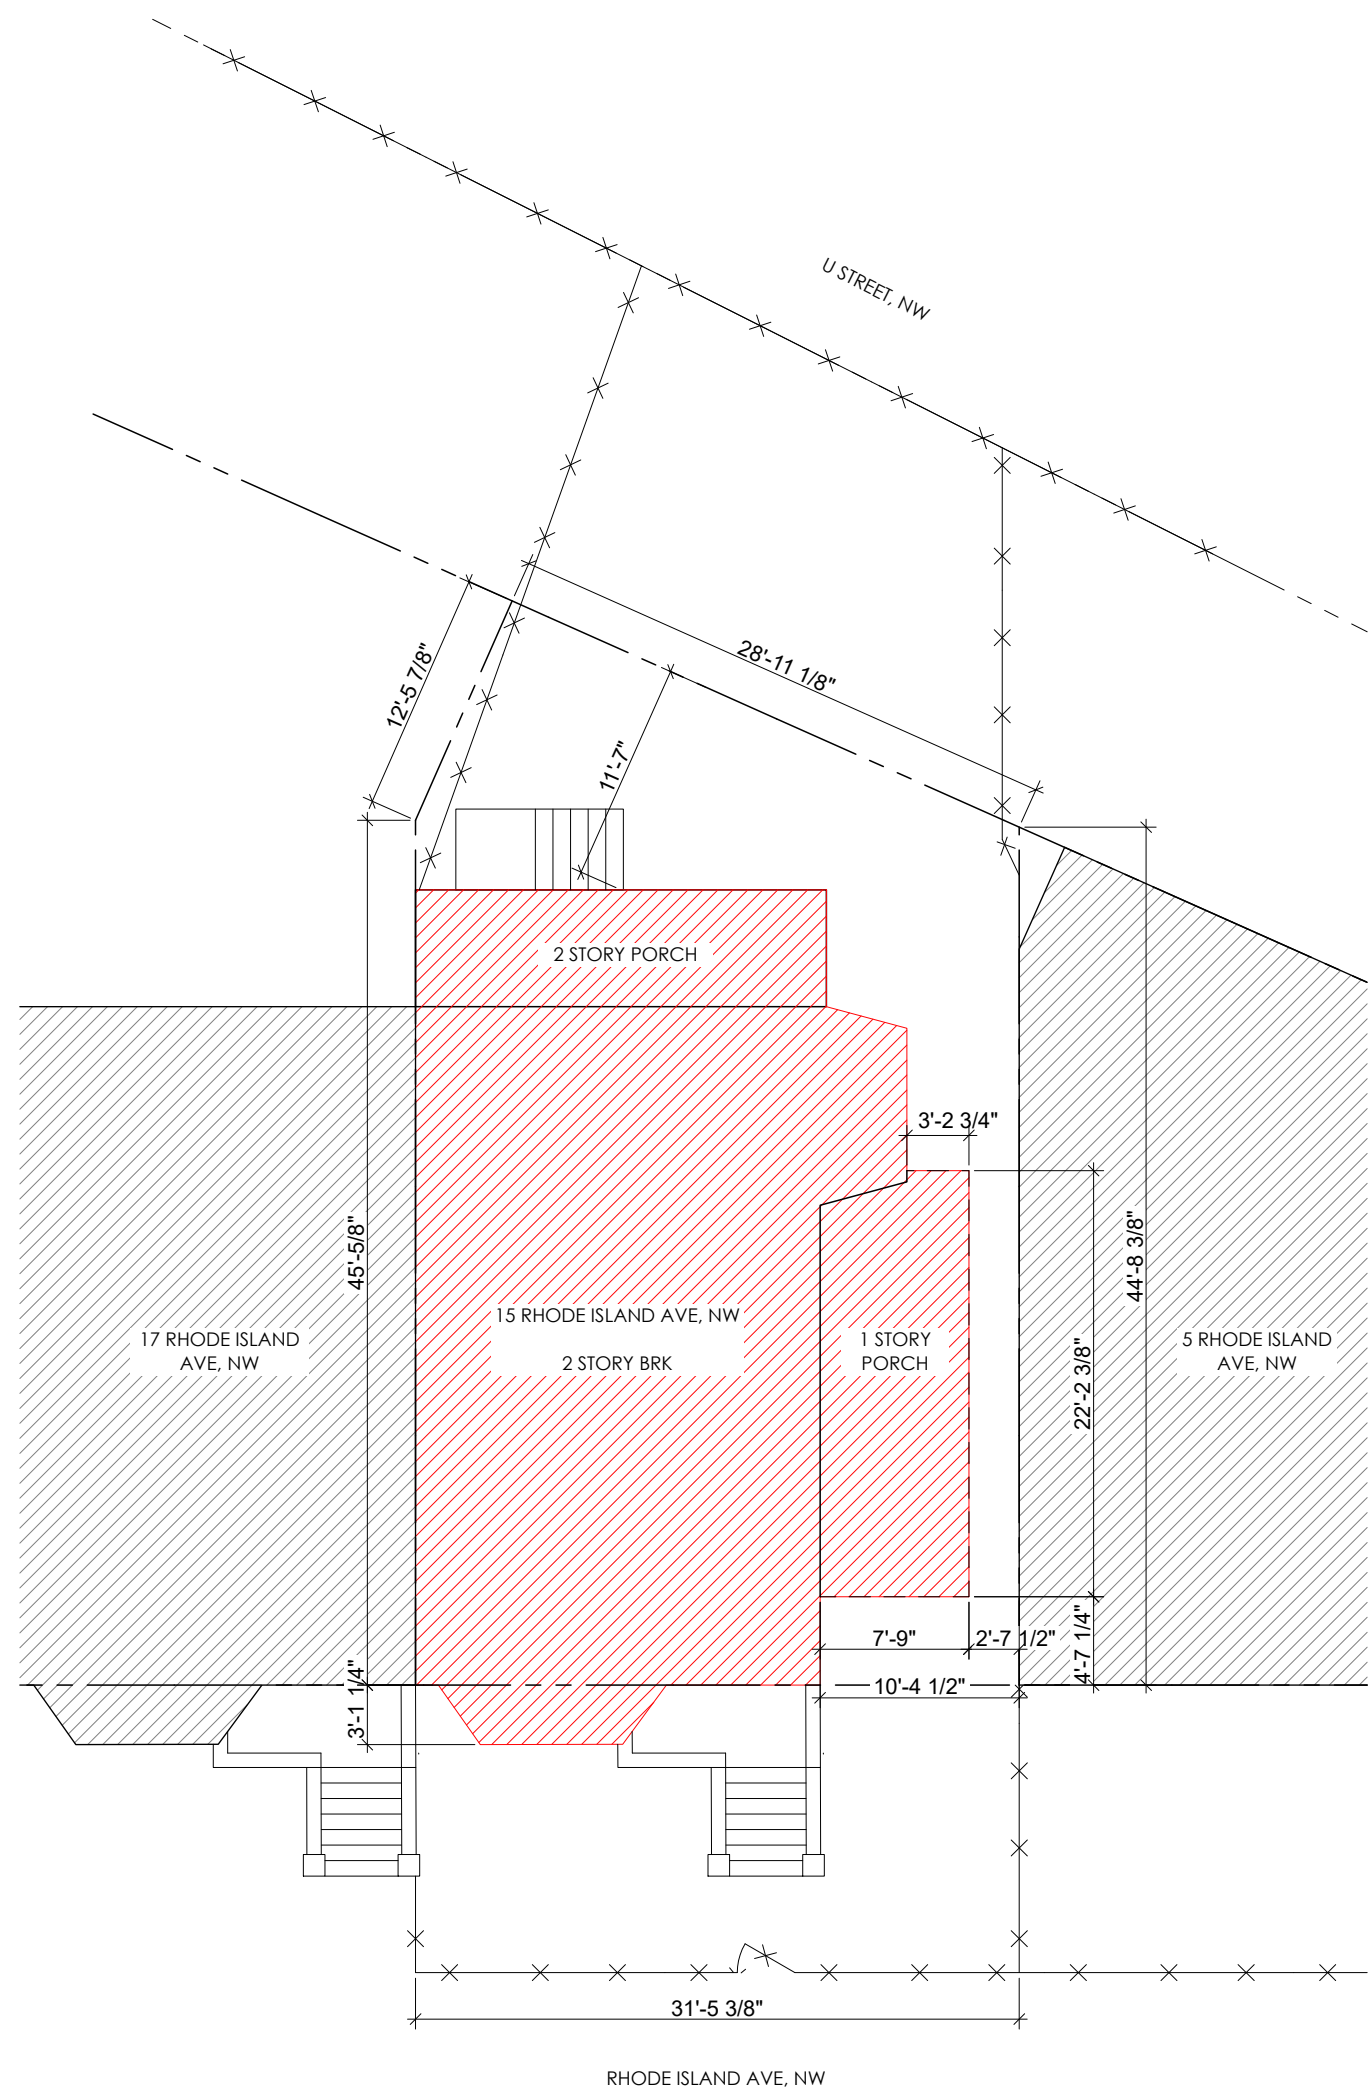 U STREET, NW
28'-11 1/8"
12'-5 7/8"
11'-7"
2 STORY PORCH
3'-2 3/4"
45'-5/8"
44'-8 3/8"
15 RHODE ISLAND AVE, NW
2 STORY BRK
17 RHODE ISLAND
AVE, NW
1 STORY
PORCH
5 RHODE ISLAND
AVE, NW
22'-2 3/8"
7'-9"
2'-7 1/2"
4'-7 1/4"
10'-4 1/2"
3'-1 1/4"
31'-5 3/8"
RHODE ISLAND AVE, NW